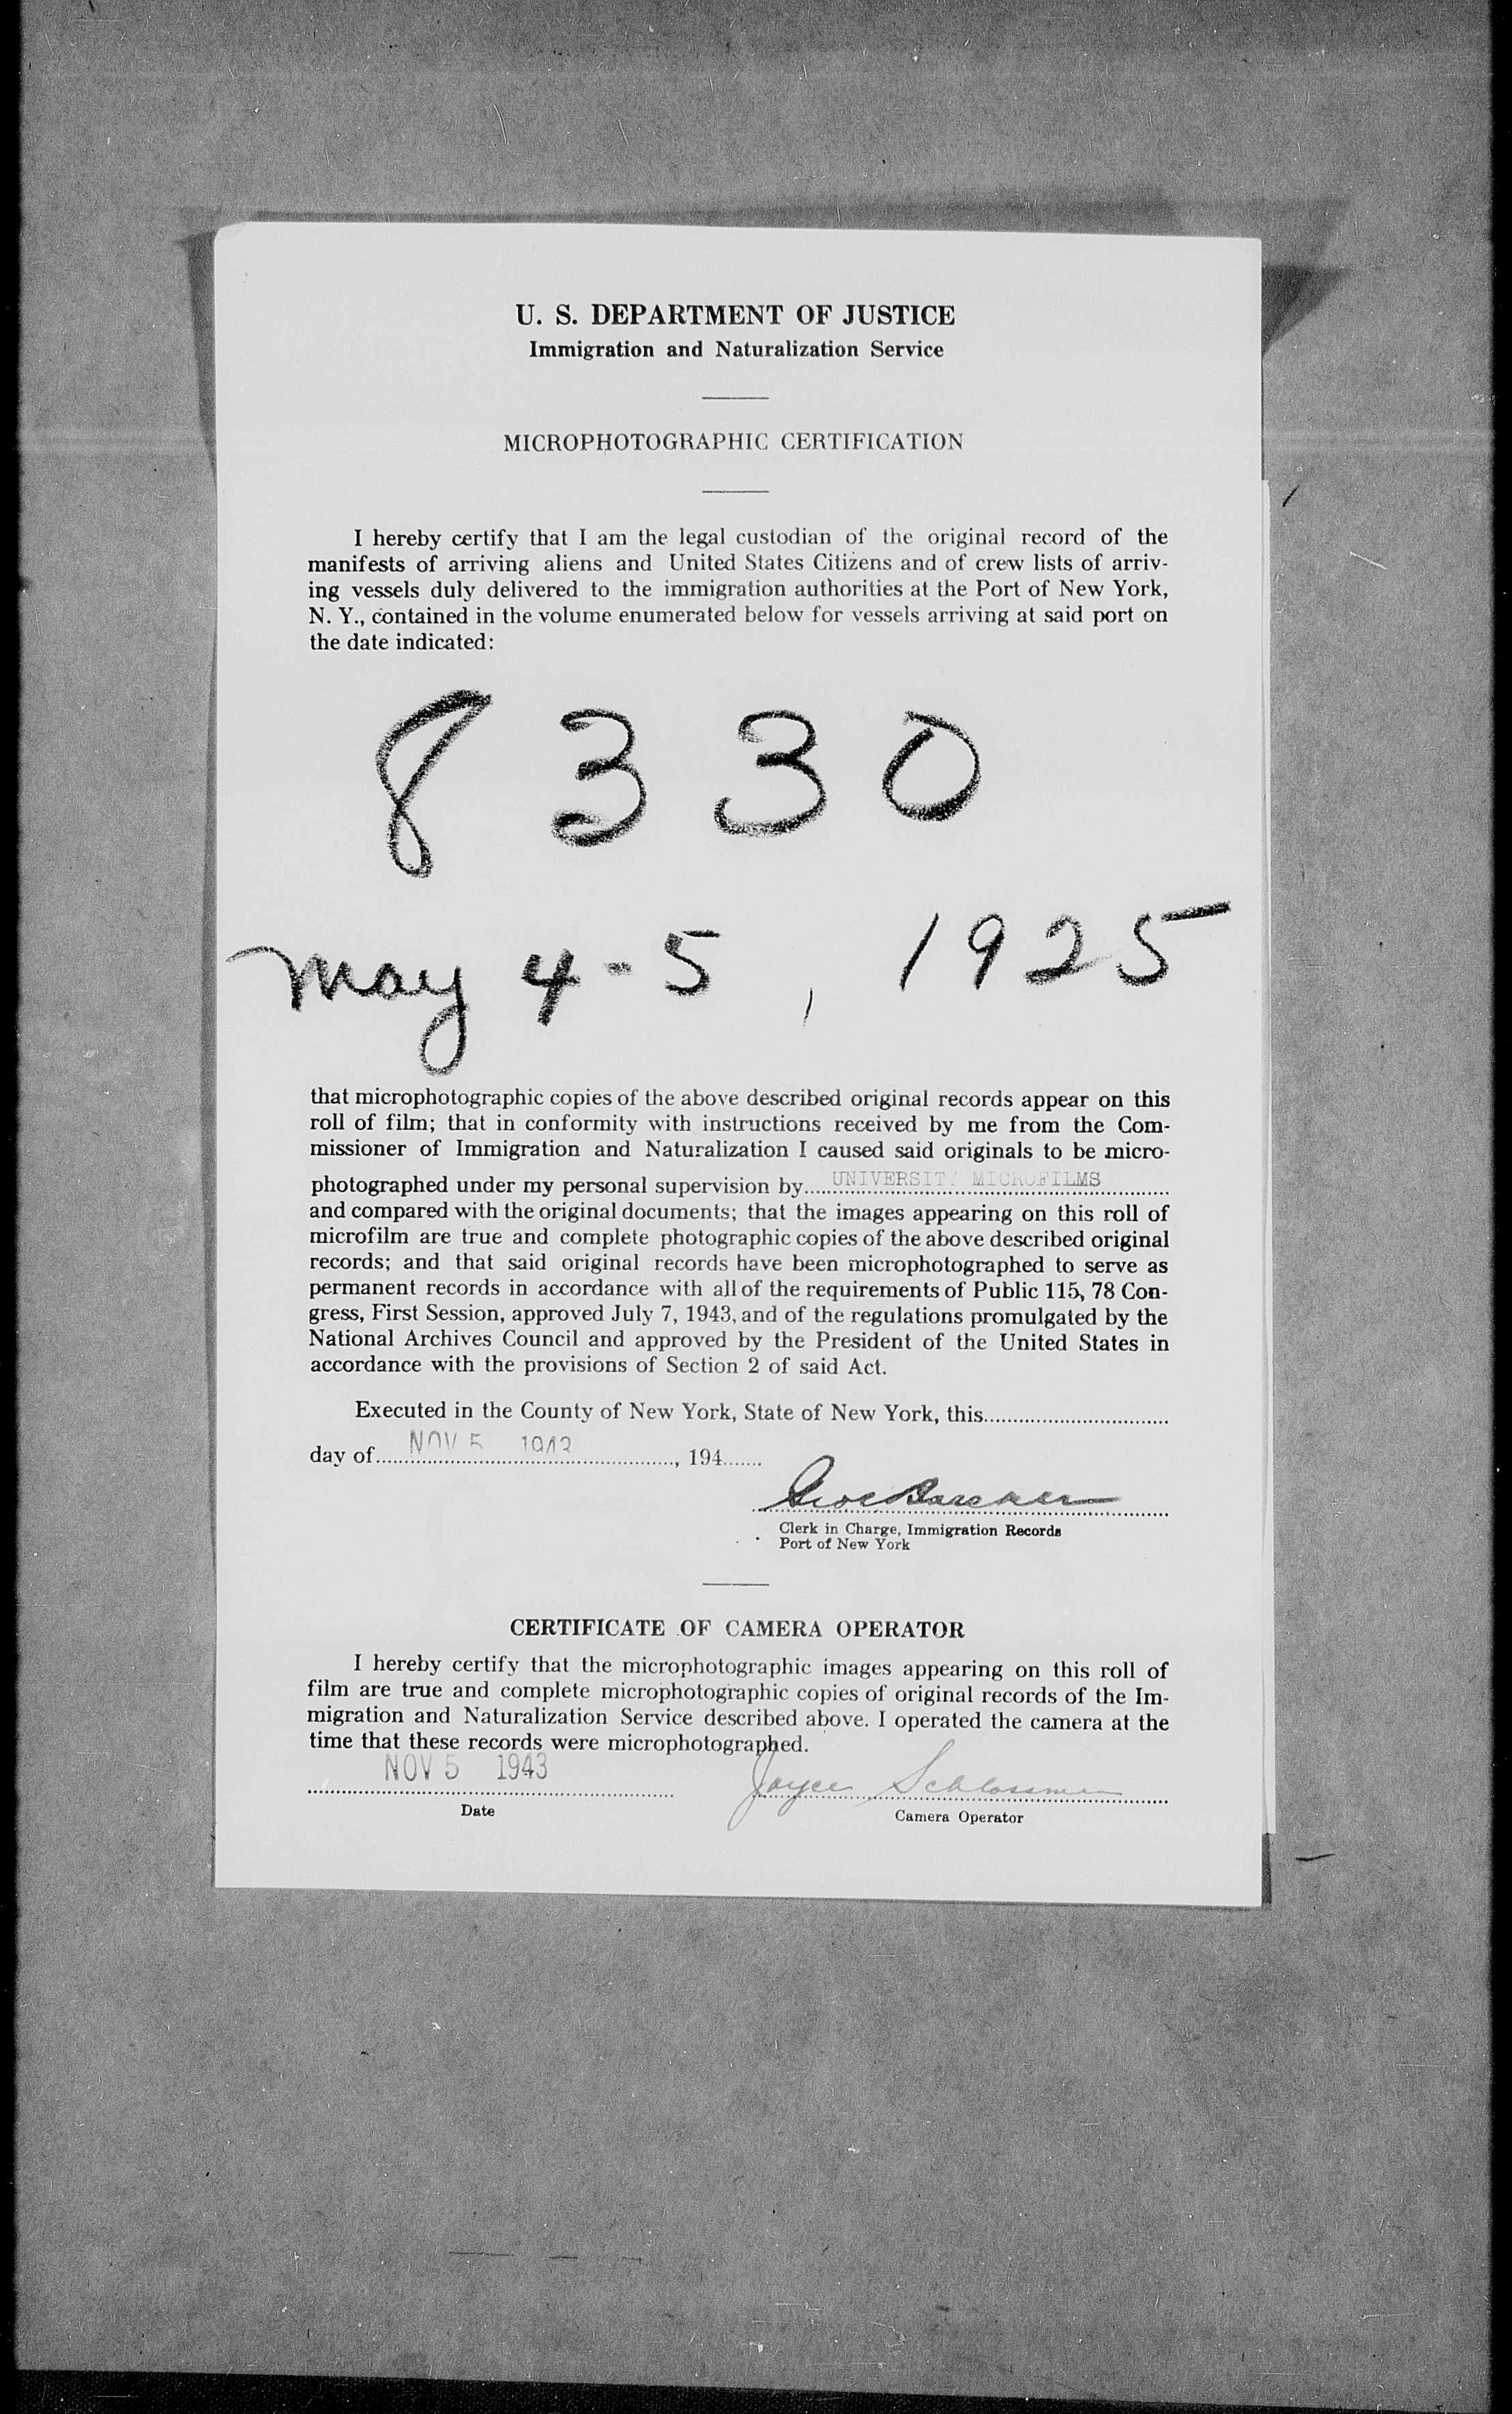 U. S. DEPARTMENT OF JUSTICE
Immigration and Naturalization Service
MICROPHOTOGRAPHIC CERTIFICATION
I hereby certify that I am the legal custodian of the original record of the
manifests of arriving aliens and United States Citizens and of crew lists of arriv-
ing vessels duly delivered to the immigration authorities at the Port of New York,
N. Y., contained in the volume enumerated below for vessels arriving at said port on
the date indicated:
8330
May 4-5, 1925
that microphotographic copies of the above described original records appear on this
roll of film; that in conformity with instructions received by me from the Com-
missioner of Immigration and Naturalization I caused said originals to be micro-
photographed under my personal supervision by UNIVERSITY MICROFILMS
and compared with the original documents; that the images appearing on this roll of
microfilm are true and complete photographic copies of the above described original
records; and that said original records have been microphotographed to serve as
permanent records in accordance with all of the requirements of Public 115, 78 Con-
gress, First Session, approved July 7, 1943, and of the regulations promulgated by the
National Archives Council and approved by the President of the United States in
accordance with the provisions of Section 2 of said Act.
Executed in the County of New York, State of New York, this
day of NOV 5 1943, 194
Clerk in Charge, Immigration Records
Port of New York
CERTIFICATE OF CAMERA OPERATOR
I hereby certify that the microphotographic images appearing on this roll of
film are true and complete microphotographic copies of original records of the Im-
migration and Naturalization Service described above. I operated the camera at the
time that these records were microphotographed.
NOV 5 1943 Joyce Schlossman
Date
Camera Operator